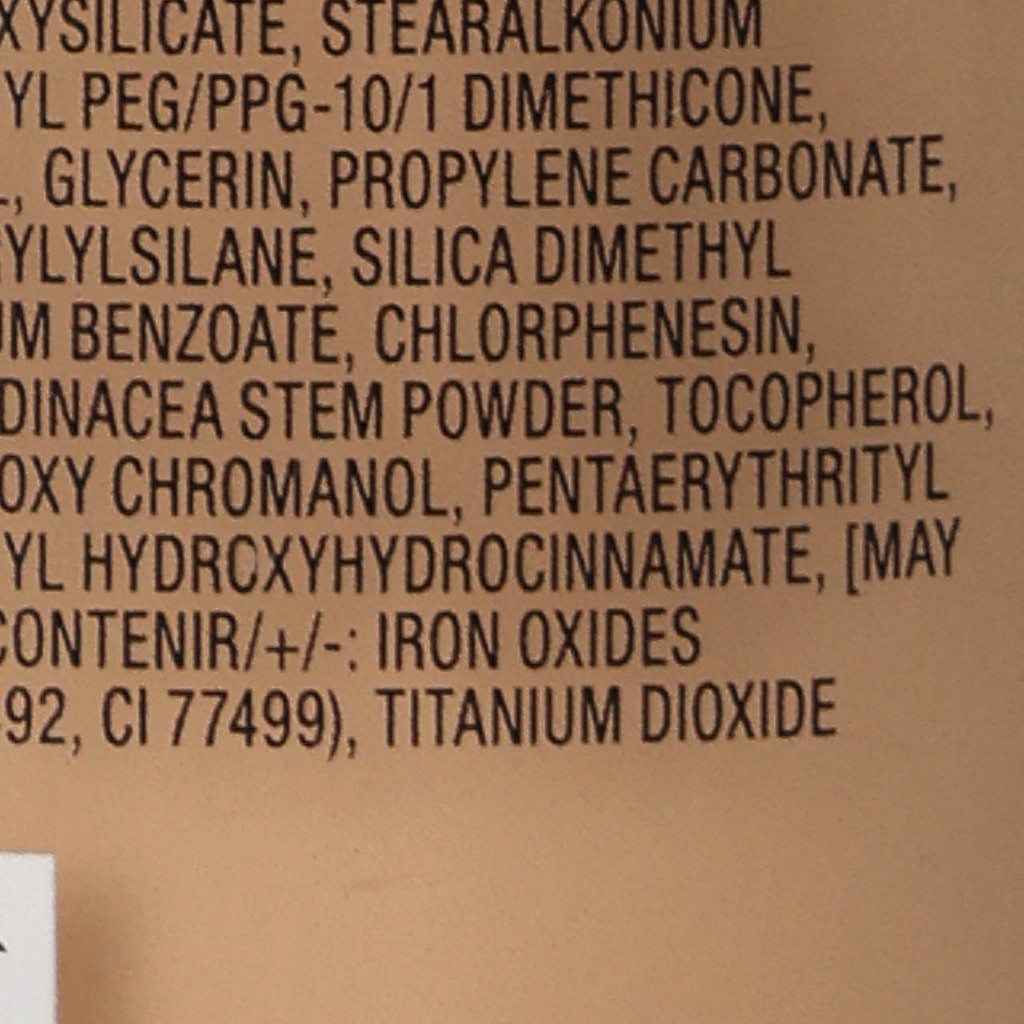 XYSILICATE, STEARALKONIUM
YL PEG/PPG-10/1 DIMETHICONE,
L, GLYCERIN, PROPYLENE CARBONATE,
YLYLSILANE, SILICA DIMETHYL
UM BENZOATE, CHLORPHENESIN,
DINACEA STEM POWDER, TOCOPHEROL,
OXY CHROMANOL, PENTAERYTHRITYL
YL HYDROXYHYDROCINNAMATE, [MAY
CONTENIR/+/-: IRON OXIDES
92, CI 77499), TITANIUM DIOXIDE